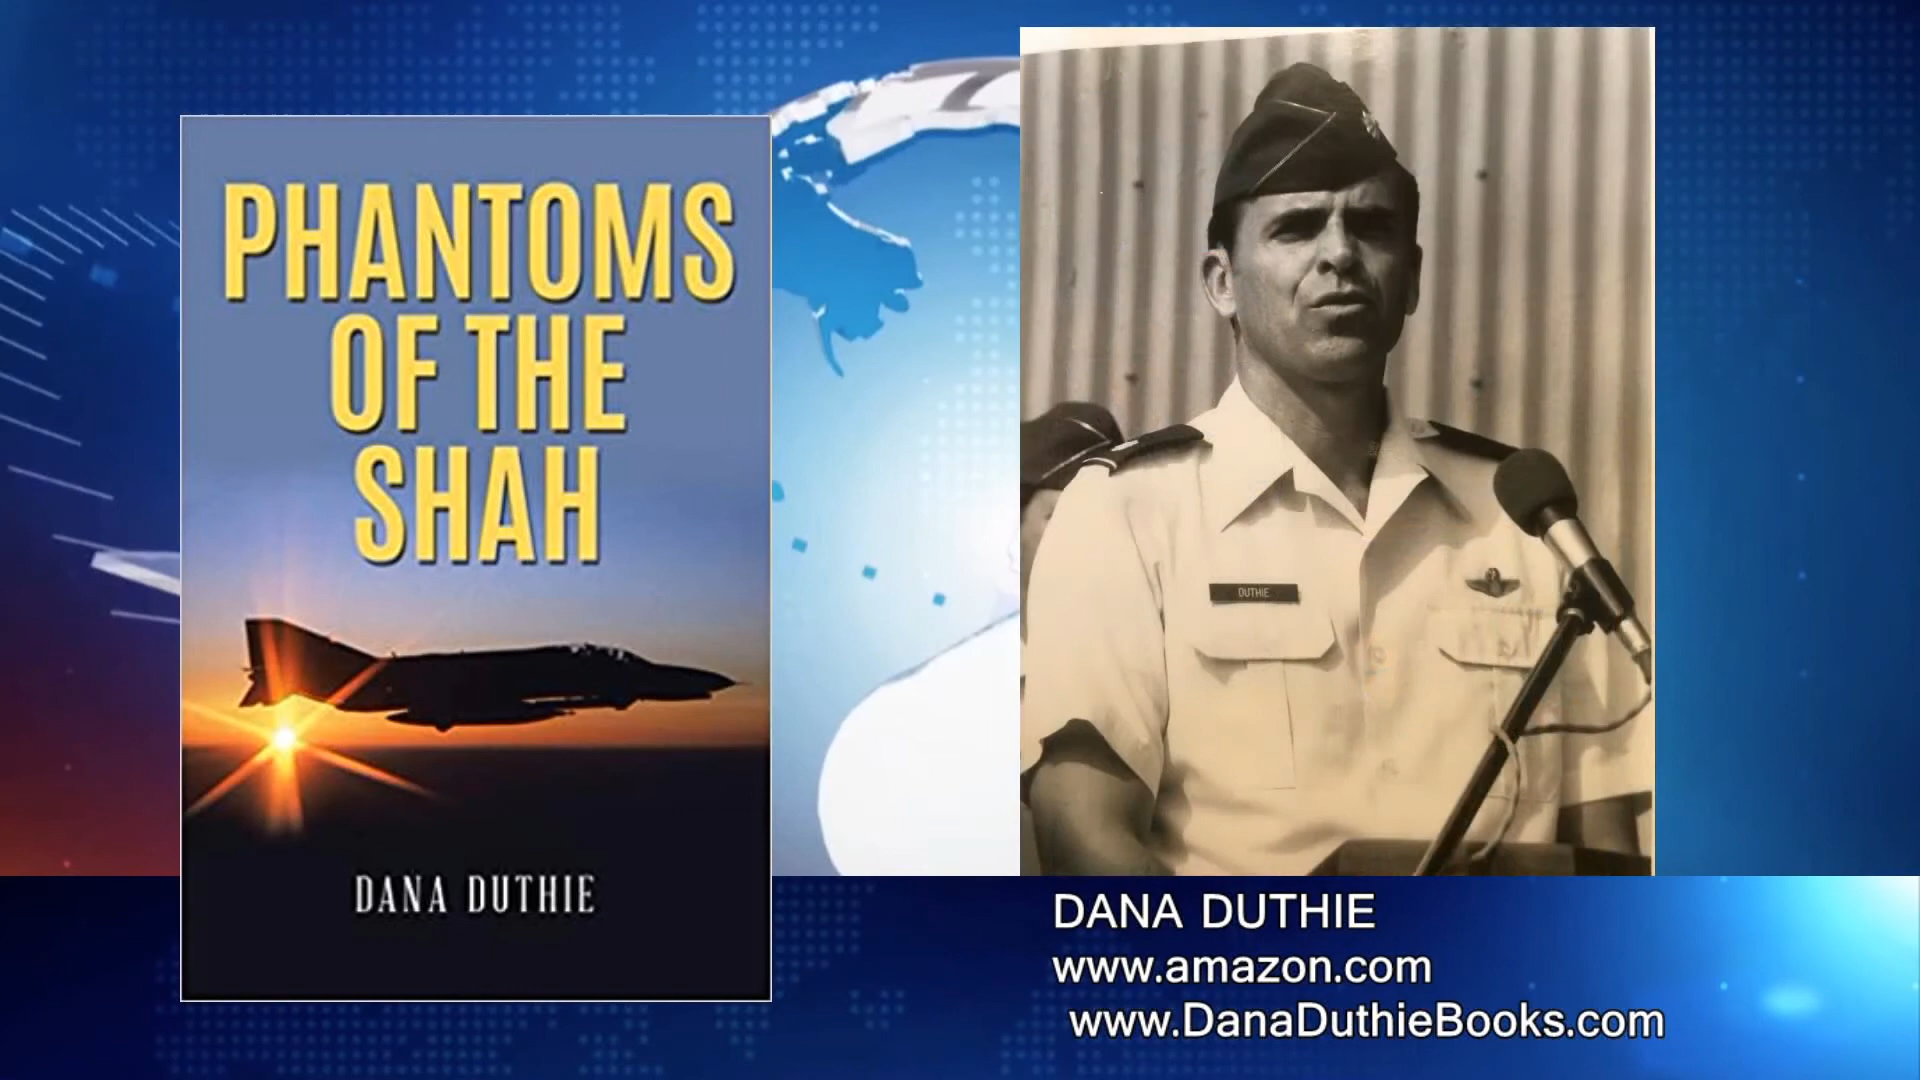 PHANTOMS
OF THE
SHAH
DANA DUTHIE
DUTHIE
DANA DUTHIE
www.amazon.com
www.DanaDuthieBooks.com